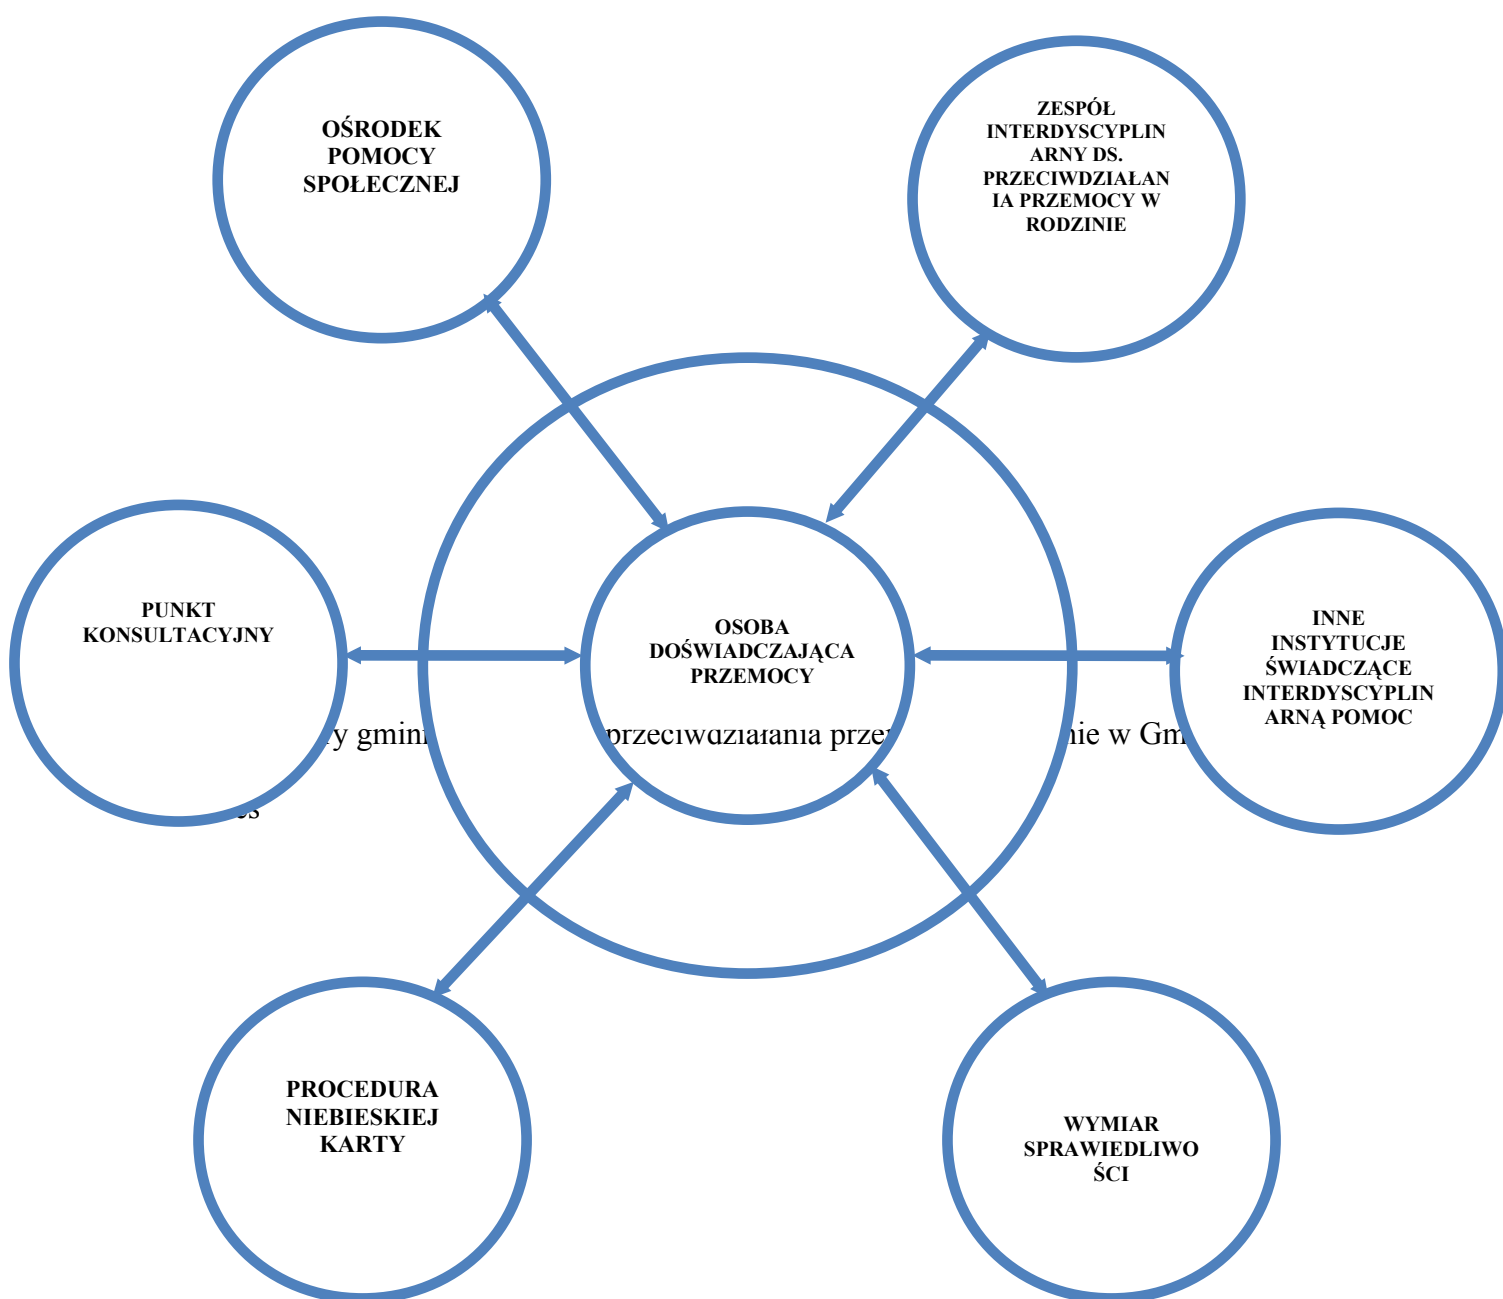 OŚRODEK
POMOCY
SPOŁECZNEJ
ZESPÓŁ
INTERDYSCYPLIN
ARNY DS.
PRZECIWDZIAŁAN
IA PRZEMOCY W
RODZINIE
PUNKT
KONSULTACYJNY
OSOBA
DOŚWIADCZAJĄCA
PRZEMOCY
INNE
INSTYTUCJE
ŚWIADCZĄCE
INTERDYSCYPLIN
ARNĄ POMOC
przeciwdziałania w
PROCEDURA
NIEBIESKIEJ
KARTY
WYMIAR
SPRAWIEDLIWO
ŚCI